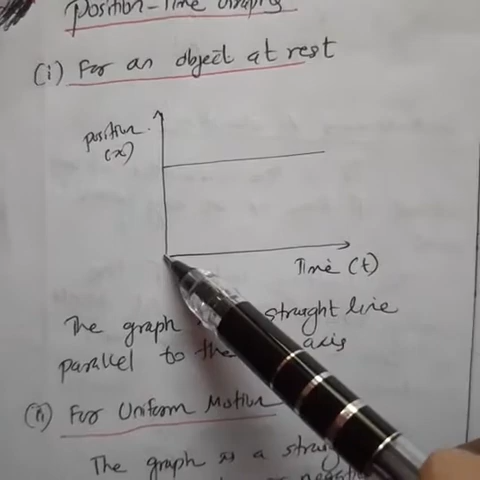 Position-Time Graphs
(i) For an object at rest
position
(x)
Time (t)
The graph straight line
parallel to the axis
(ii) For Uniform Motion
The graph is a
negative